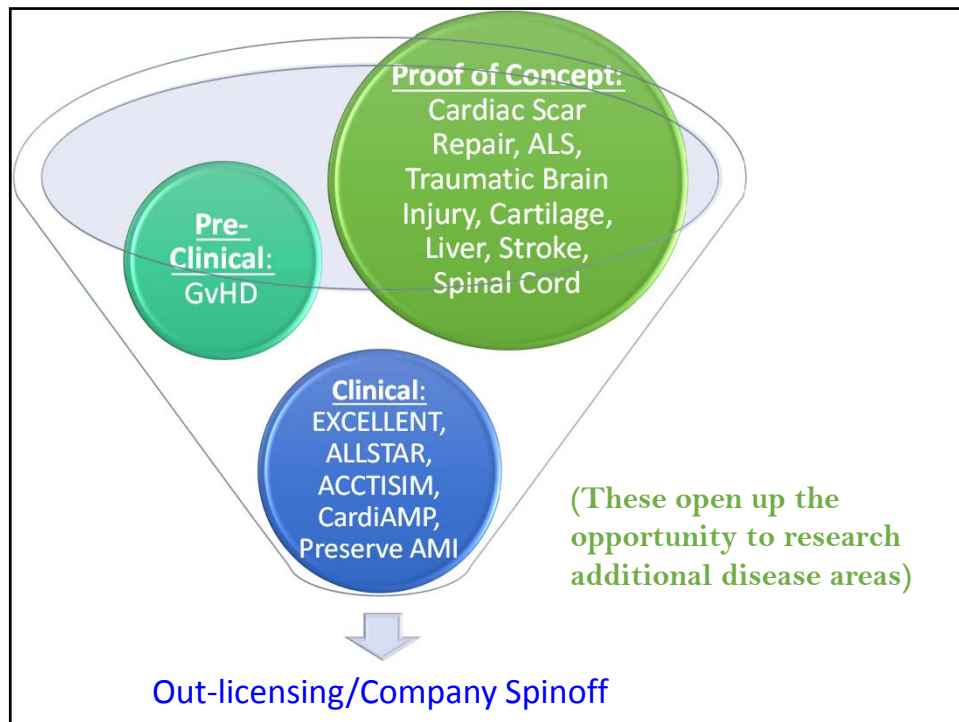 Proof of Concept:
Cardiac Scar
Repair, ALS,
Traumatic Brain
Injury, Cartilage,
Liver, Stroke,
Spinal Cord
Pre-
Clinical:
GvHD
Clinical:
EXCELLENT,
ALLSTAR,
ACCTISIM,
CardiAMP,
Preserve AMI
(These open up the
opportunity to research
additional disease areas)
Out-licensing/Company Spinoff